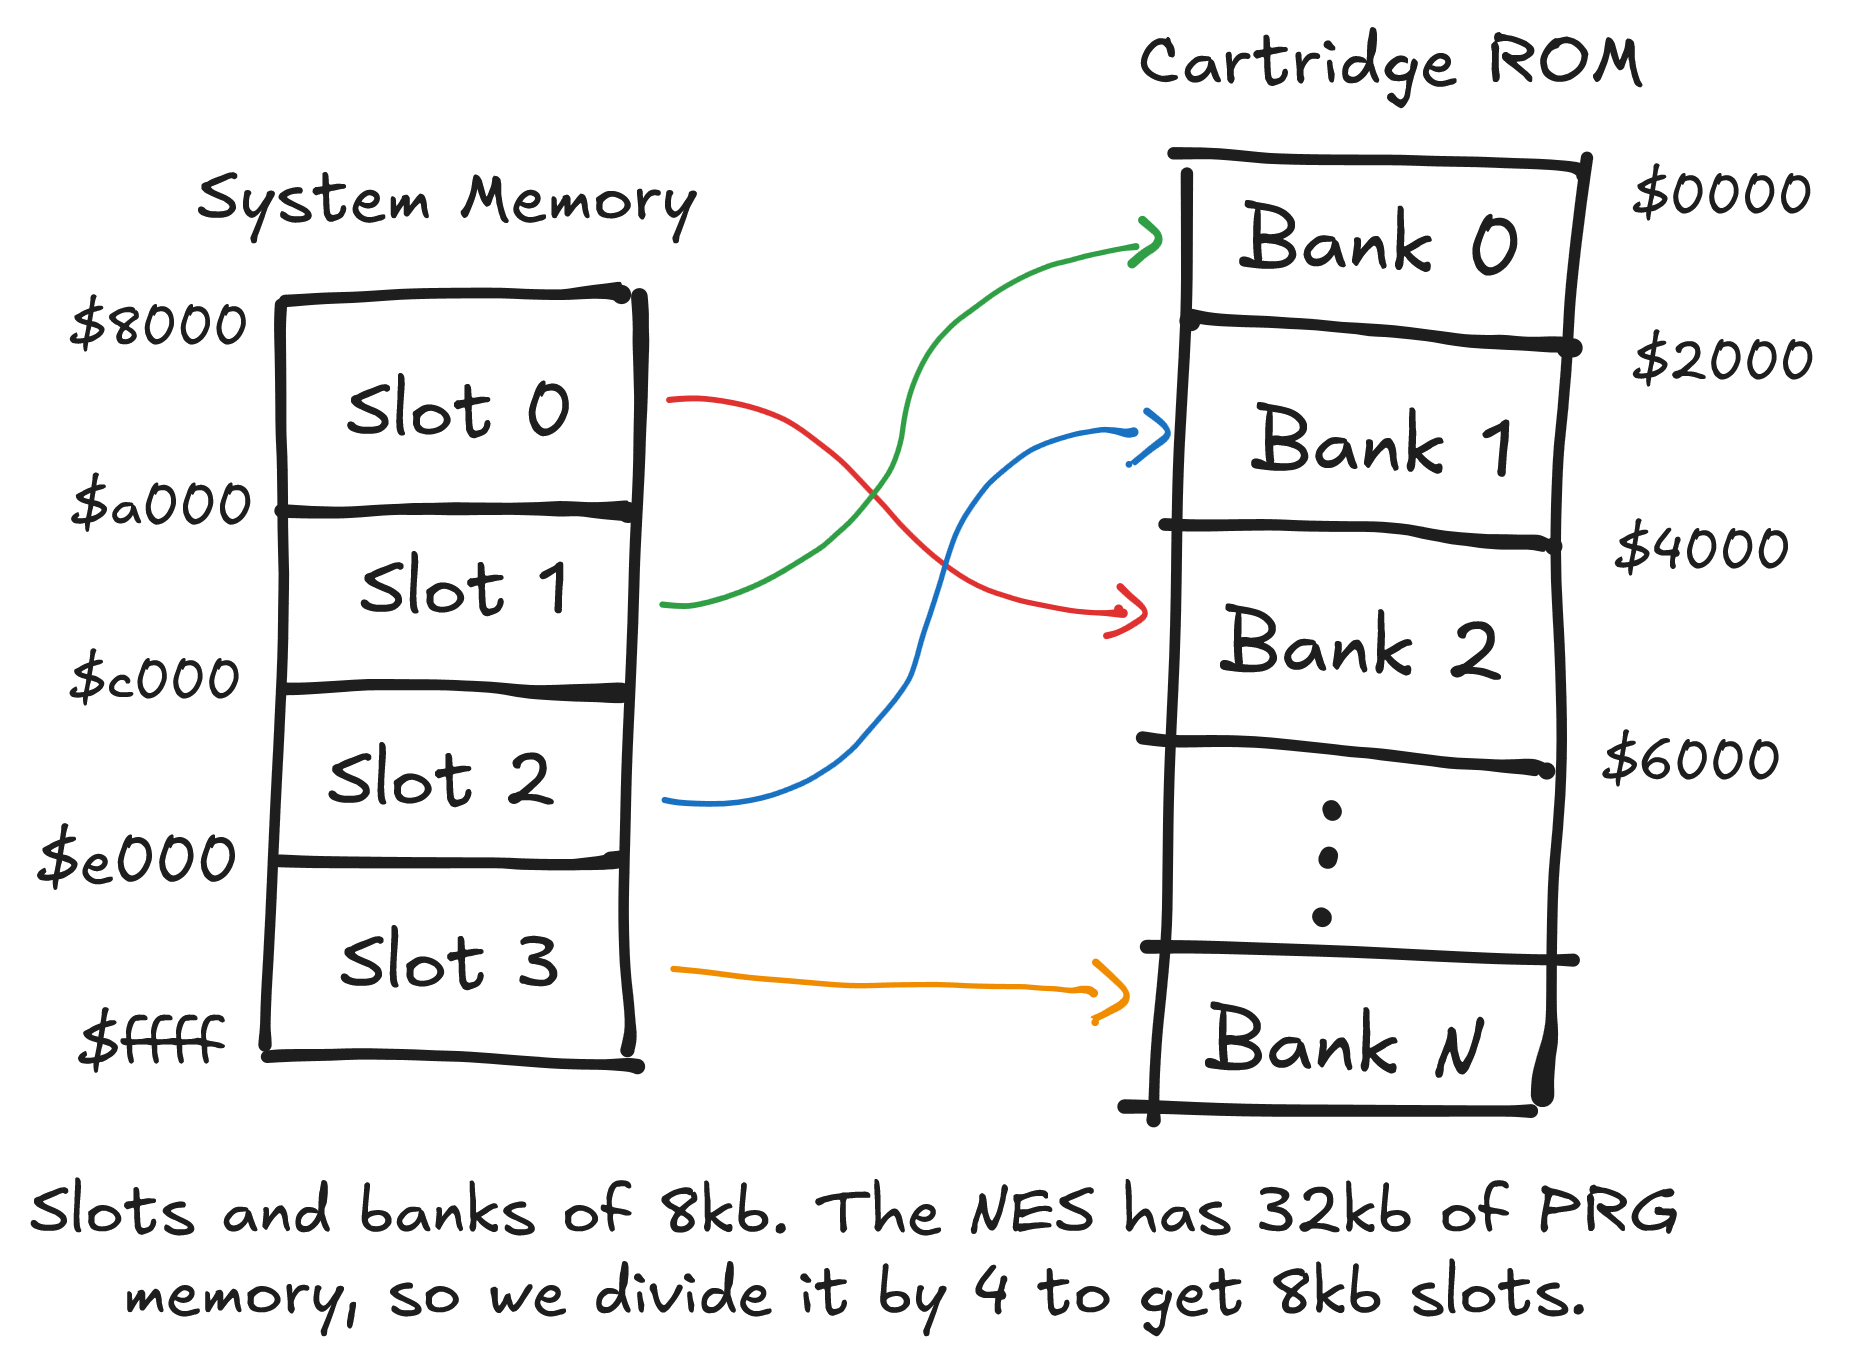 Cartridge ROM
System Memory
$8000
Slot 0
$a000
Slot 1
$c000
Slot 2
$e000
Slot 3
$ffff
$0000
Bank 0
$2000
Bank 1
$4000
Bank 2
$6000
Bank N
Slots and banks of 8kb. The NES has 32kb of PRG
memory, so we divide it by 4 to get 8kb slots.